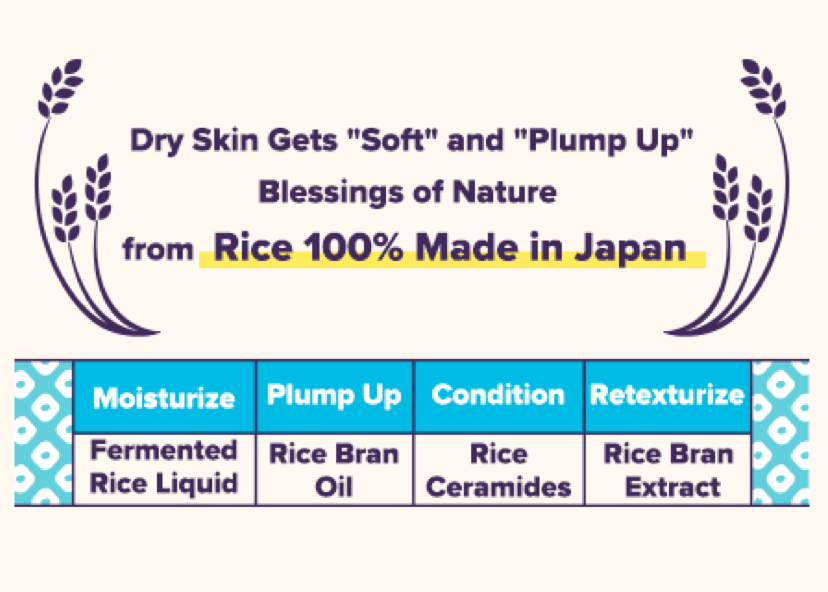 Dry Skin Gets "Soft" and "Plump Up"
Blessings of Nature
from Rice 100% Made in Japan
Moisturize Plump Up Condition Retexturize
Fermented Rice Liquid
Rice Bran Oil
Rice Ceramides
Rice Bran Extract